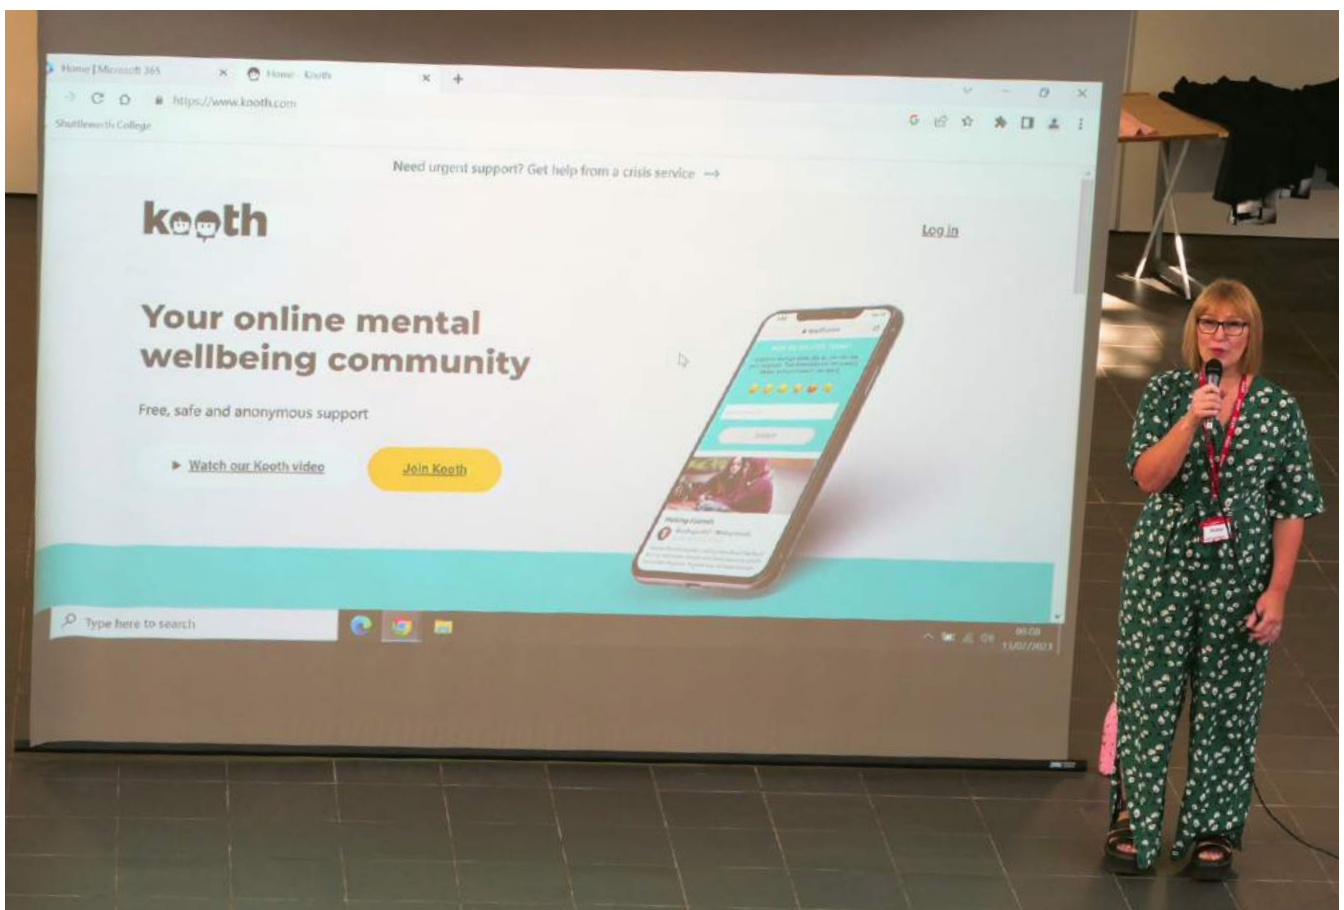 Home | Microsoft 365
Home - Kooth
https://www.kooth.com
Shuttleworth College
Need urgent support? Get help from a crisis service →
kooth
Log in
Your online mental
wellbeing community
Free, safe and anonymous support
Watch our Kooth video
Join Kooth
Type here to search